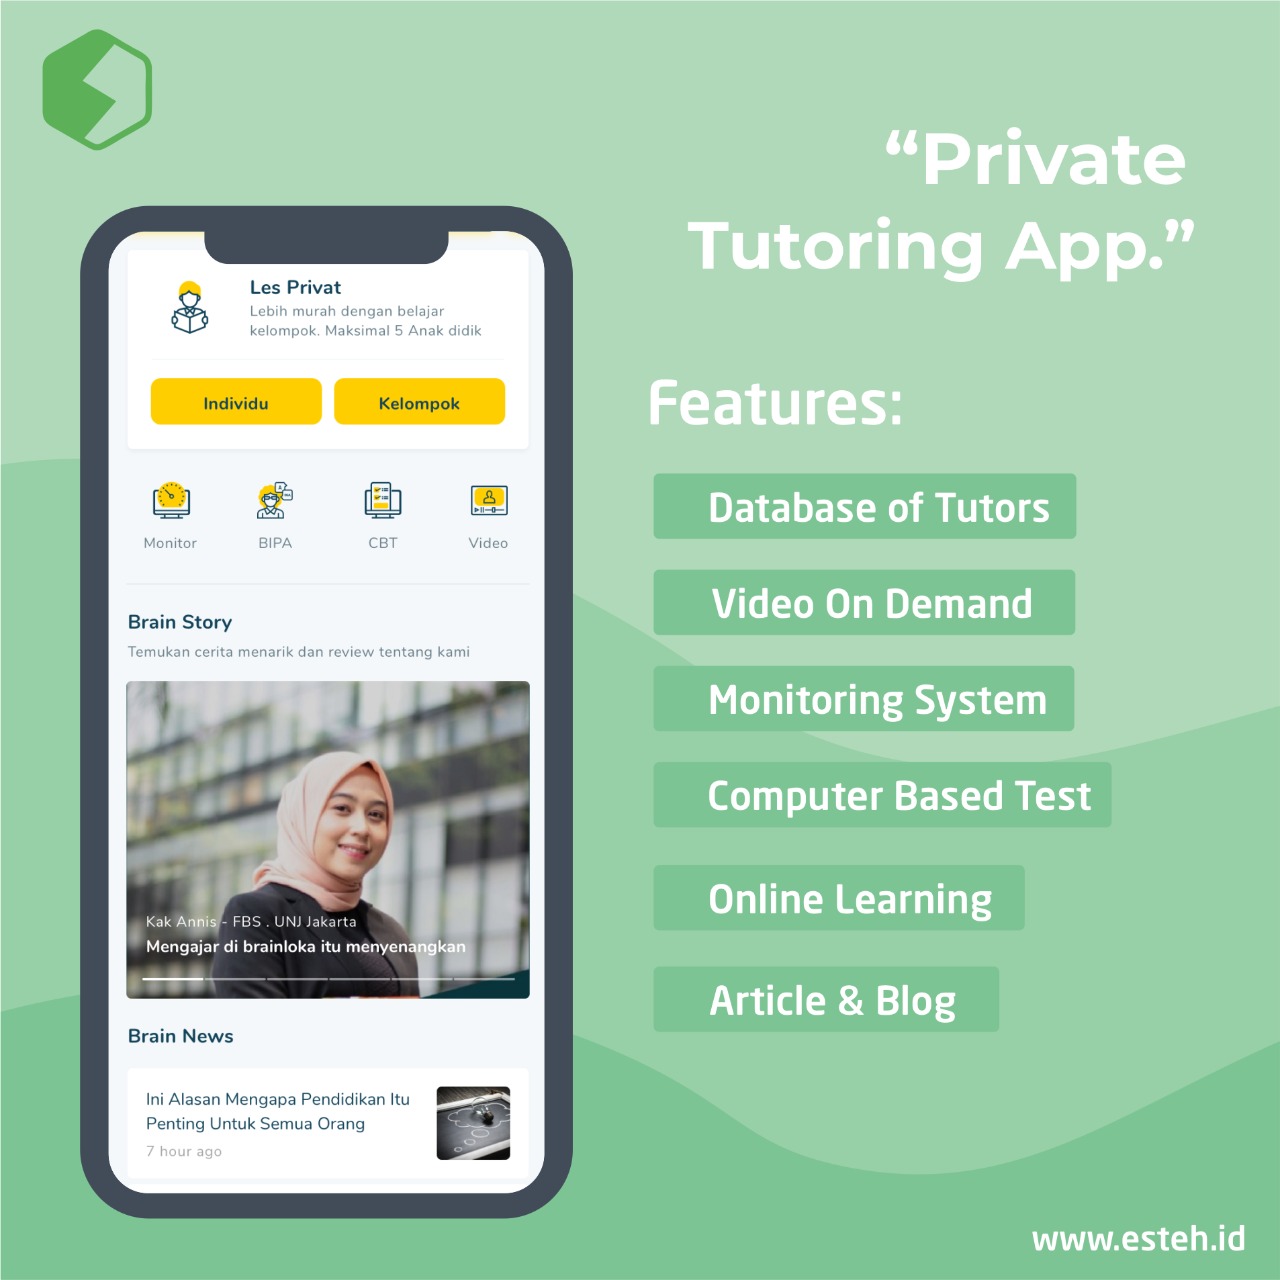 “Private
Tutoring App.”
Les Privat
Lebih murah dengan belajar
kelompok. Maksimal 5 Anak didik
Individu
Kelompok
Monitor
BIPA
CBT
Video
Brain Story
Temukan cerita menarik dan review tentang kami
Kak Annis - FBS . UNJ Jakarta
Mengajar di brainloka itu menyenangkan
Brain News
Ini Alasan Mengapa Pendidikan Itu
Penting Untuk Semua Orang
7 hour ago
Features:
Database of Tutors
Video On Demand
Monitoring System
Computer Based Test
Online Learning
Article & Blog
www.esteh.id